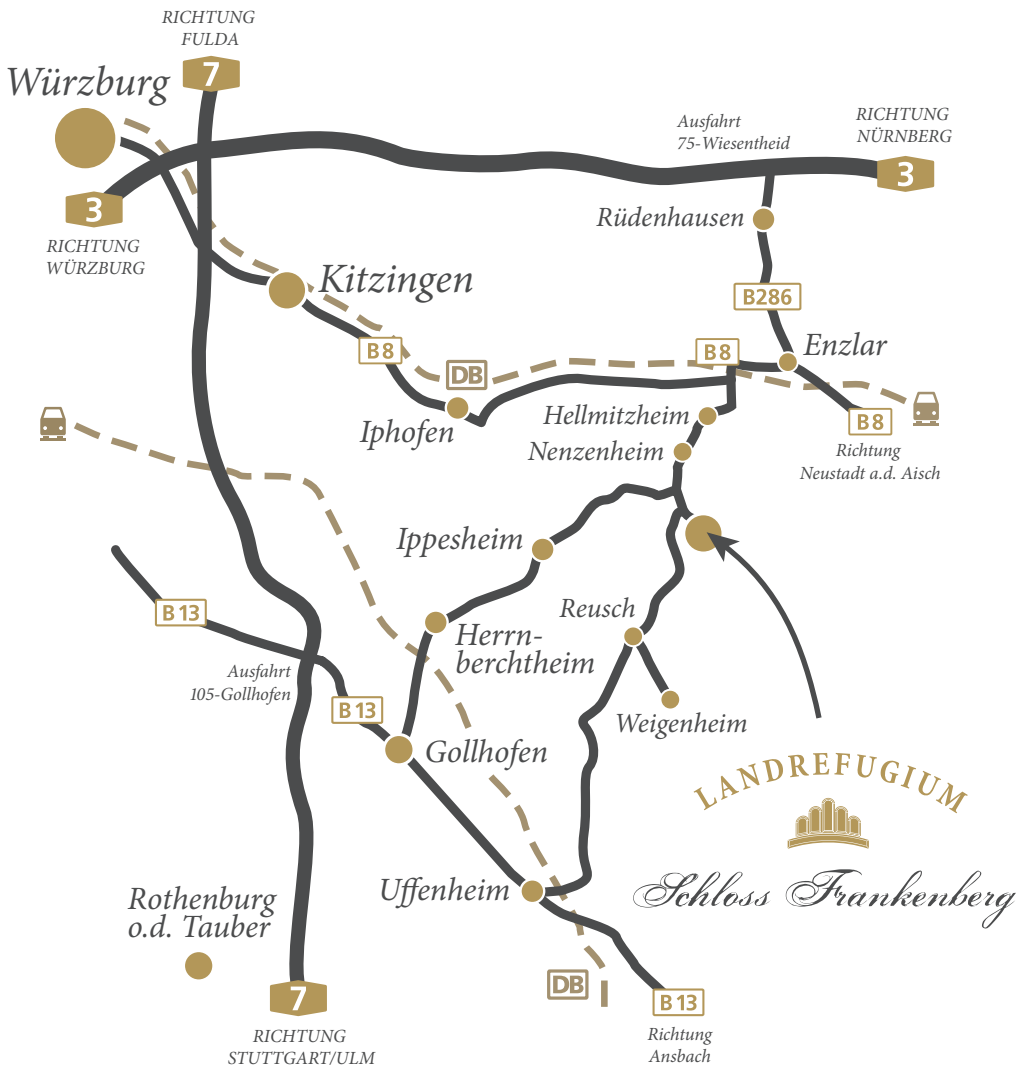 RICHTUNG
FULDA
7
Würzburg
Ausfahrt
75-Wiesentheid
RICHTUNG
NÜRNBERG
3
3
RICHTUNG
WÜRZBURG
Rüdenhausen
Kitzingen
B286
B8
B8
Enzlar
DB
Iphofen
Hellmitzheim
B8
Nenzenheim
Richtung
Neustadt a.d. Aisch
Ippesheim
B 13
Reusch
Herrn-
berchtheim
Ausfahrt
105-Gollhofen
B 13
Weigenheim
Gollhofen
LANDREFUGIUM
Schloss Frankenberg
Uffenheim
Rothenburg
o.d. Tauber
DB
7
B 13
RICHTUNG
STUTTGART/ULM
Richtung
Ansbach